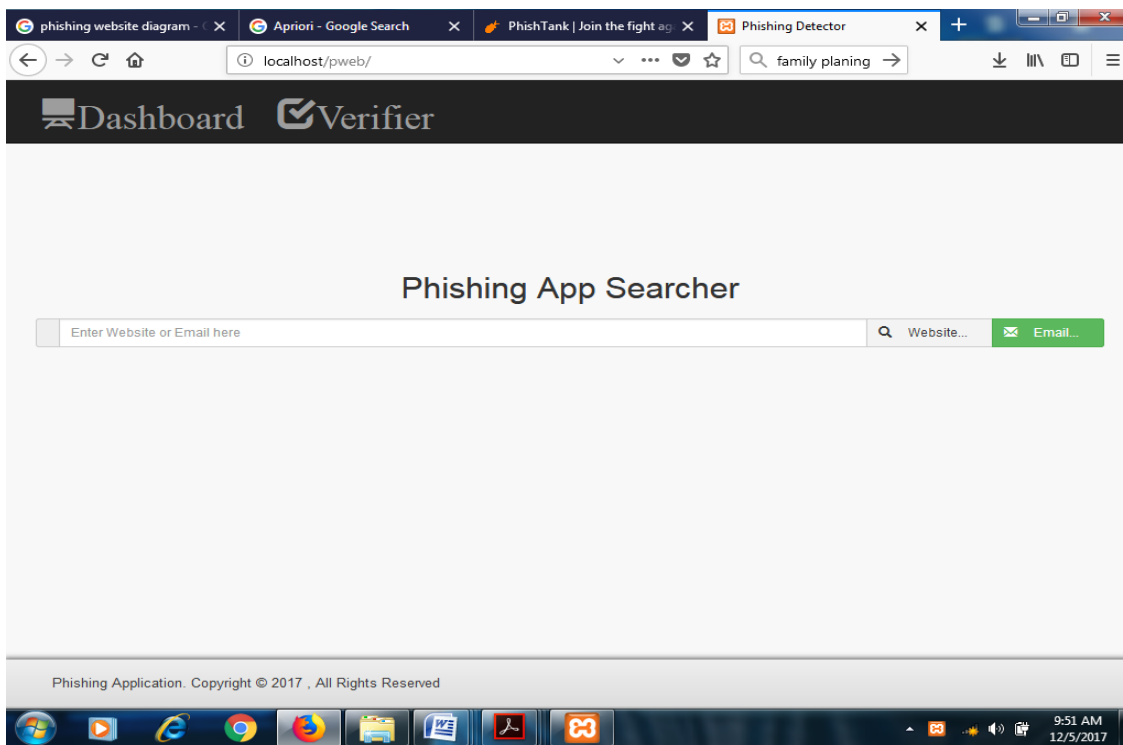 phishing website diagram - G
Apriori - Google Search
PhishTank | Join the fight ag
Phishing Detector
localhost/pweb/
family planing
Dashboard
Verifier
Phishing App Searcher
Enter Website or Email here
Website...
Email...
Phishing Application. Copyright © 2017 , All Rights Reserved
9:51 AM
12/5/2017